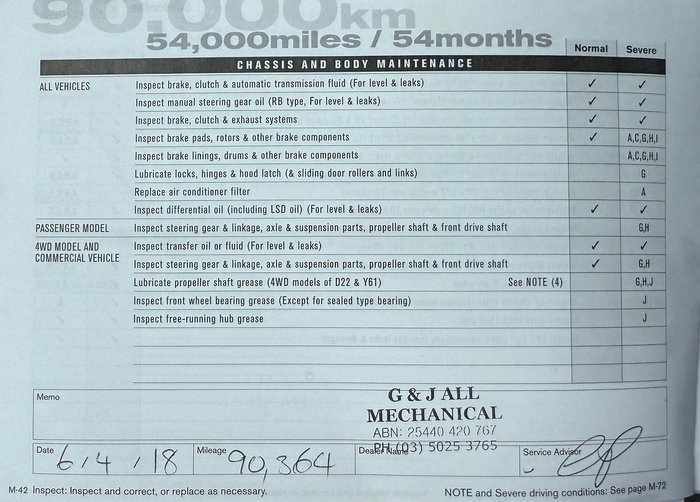 90,000km
54,000miles / 54months
Normal Severe
CHASSIS AND BODY MAINTENANCE
ALL VEHICLES Inspect brake, clutch & automatic transmission fluid (For level & leaks) ✓ ✓
Inspect manual steering gear oil (RB type, For level & leaks) ✓ ✓
Inspect brake, clutch & exhaust systems ✓ ✓
Inspect brake pads, rotors & other brake components ✓ A,C,G,H,I
Inspect brake linings, drums & other brake components A,C,G,H,I
Lubricate locks, hinges & hood latch (& sliding door rollers and links) G
Replace air conditioner filter A
Inspect differential oil (including LSD oil) (For level & leaks) ✓ ✓
PASSENGER MODEL Inspect steering gear & linkage, axle & suspension parts, propeller shaft & front drive shaft G,H
4WD MODEL AND Inspect transfer oil or fluid (For level & leaks) ✓ ✓
COMMERCIAL VEHICLE Inspect steering gear & linkage, axle & suspension parts, propeller shaft & front drive shaft ✓ G,H
Lubricate propeller shaft grease (4WD models of D22 & Y61) See NOTE (4) G,H,J
Inspect front wheel bearing grease (Except for sealed type bearing) J
Inspect free-running hub grease J
Memo
G & J ALL
MECHANICAL
ABN: 25440 420 767
PH (03) 5025 3765
Date 6/4/18 Mileage 90,364 Dealer Name Service Advisor
M-42 Inspect: Inspect and correct, or replace as necessary. NOTE and Severe driving conditions: See page M-72